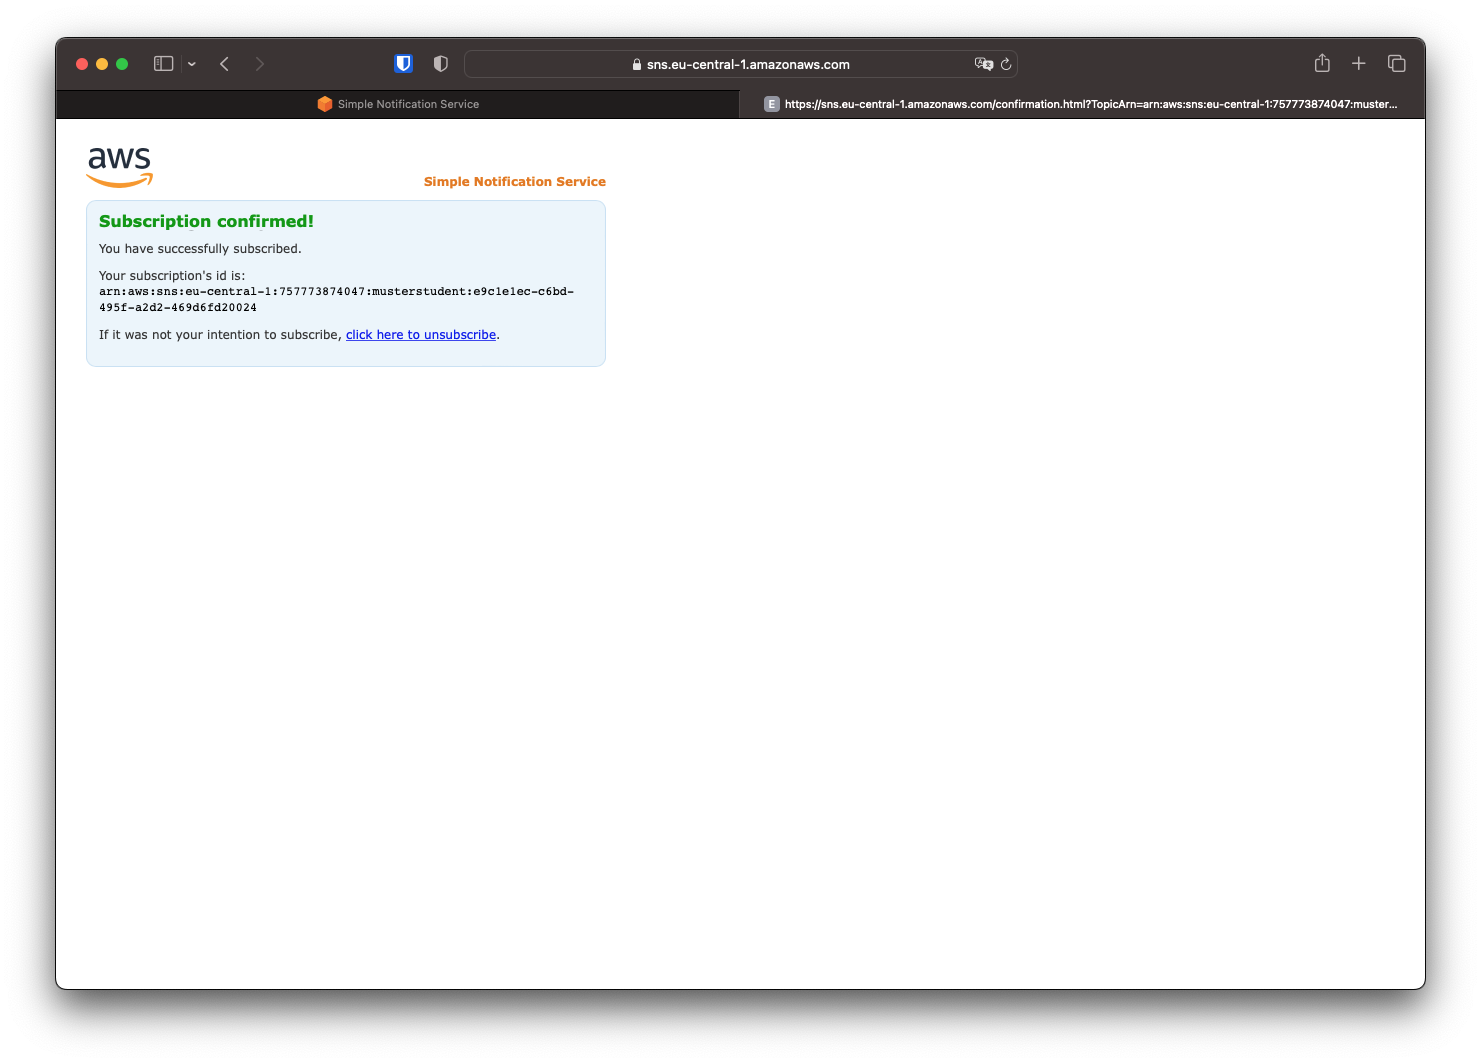 sns.eu-central-1.amazonaws.com
Simple Notification Service
E https://sns.eu-central-1.amazonaws.com/confirmation.html?TopicArn=arn:aws:sns:eu-central-1:757773874047:muster...
aws
Simple Notification Service
Subscription confirmed!
You have successfully subscribed.
Your subscription's id is:
arn:aws:sns:eu-central-1:757773874047:musterstudent:e9c1e1ec-c6bd-
495f-a2d2-469d6fd20024
If it was not your intention to subscribe, click here to unsubscribe.